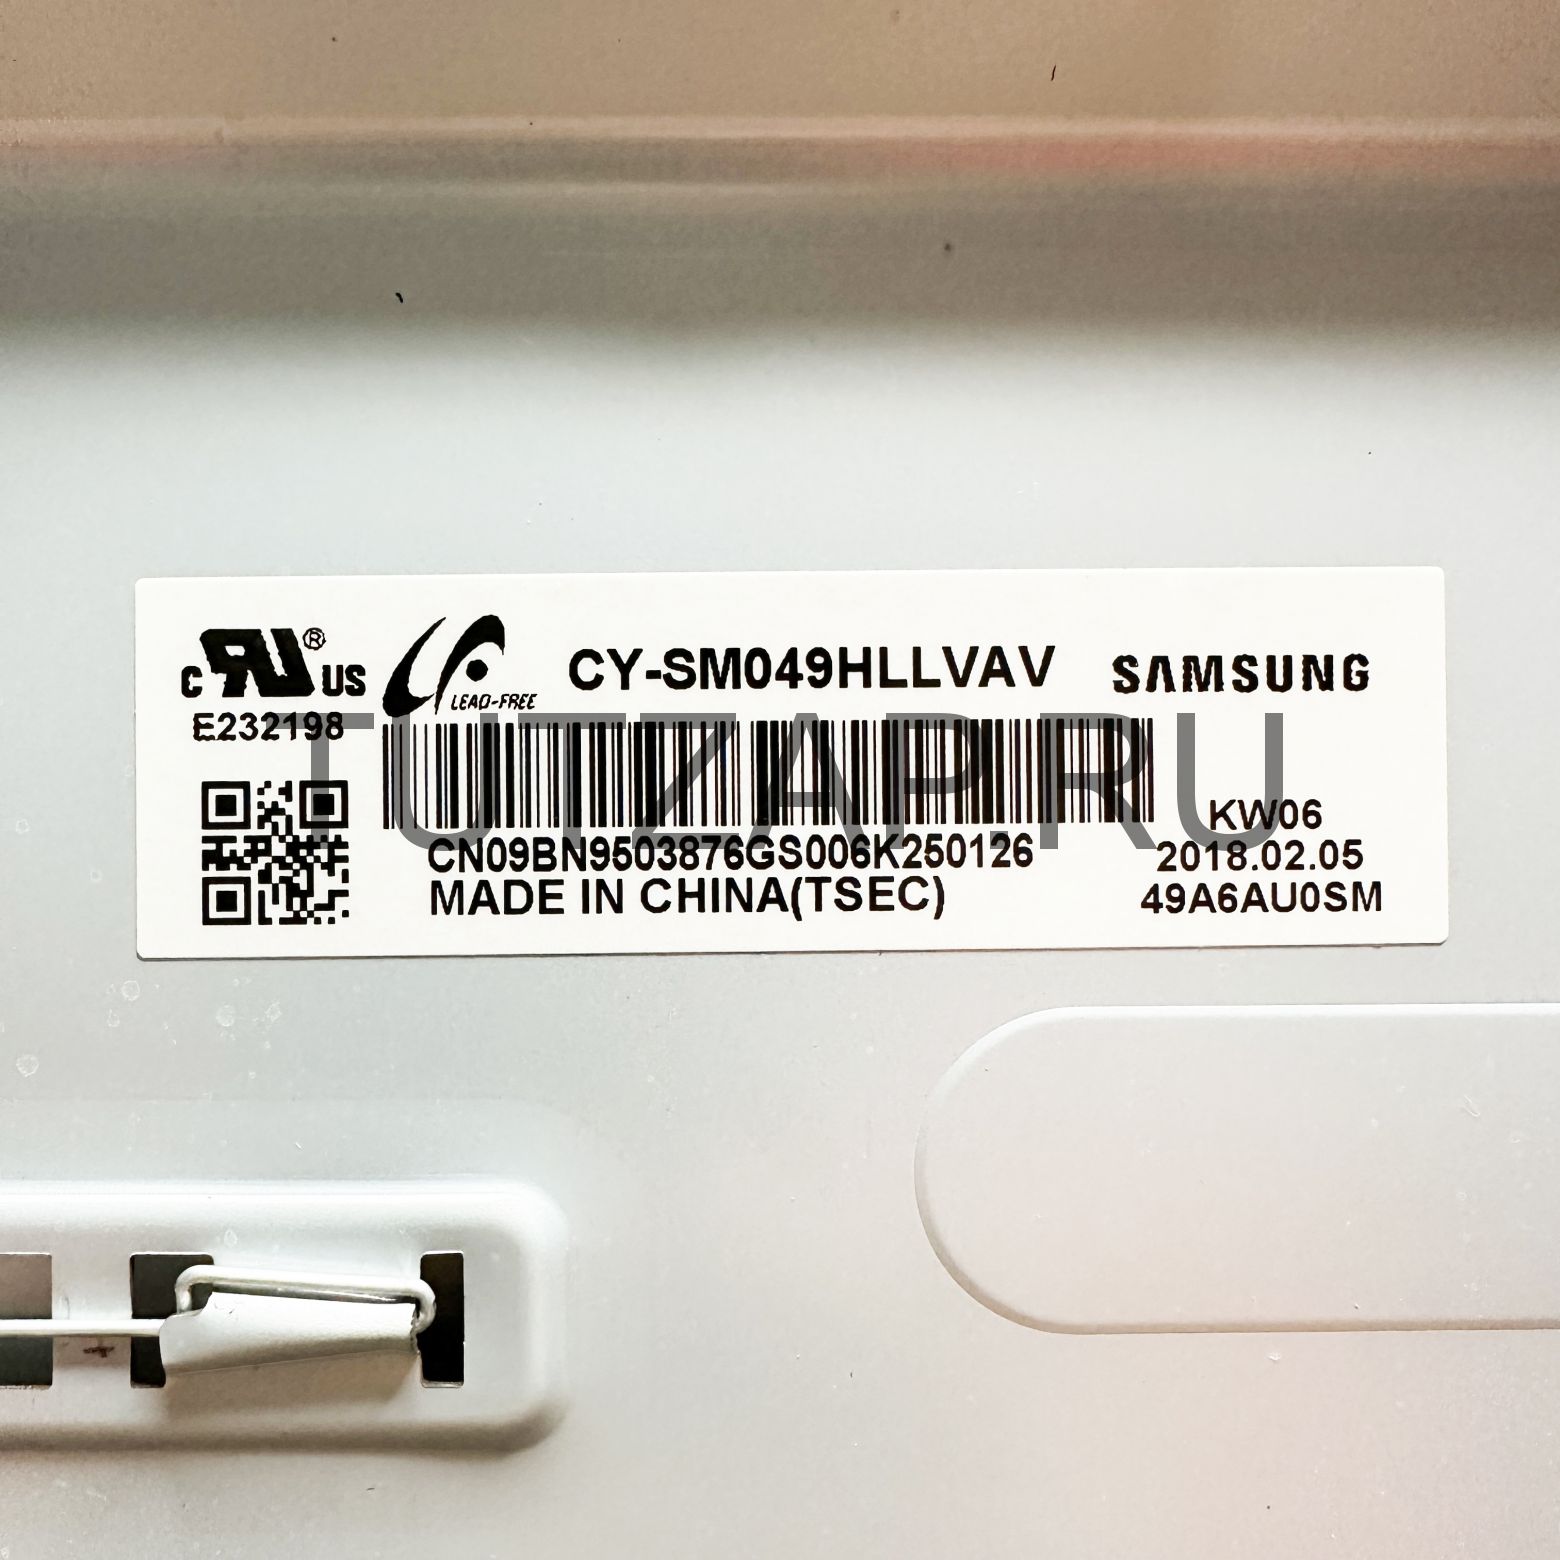 c RU ® US
E232198
LEAD-FREE
CY-SM049HLLVAV
SAMSUNG
TUTZAP.RU
CN09BN9503876GS006K250126
MADE IN CHINA(TSEC)
KW06
2018.02.05
49A6AU0SM